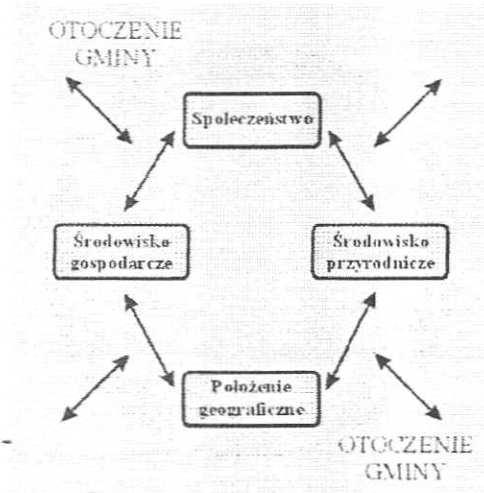 OTOCZENIE
GMINY
Społeczeństwo
Środowisko
gospodarcze
Środowisko
przyrodnicze
Położenie
geograficzne
OTOCZENIE
GMINY